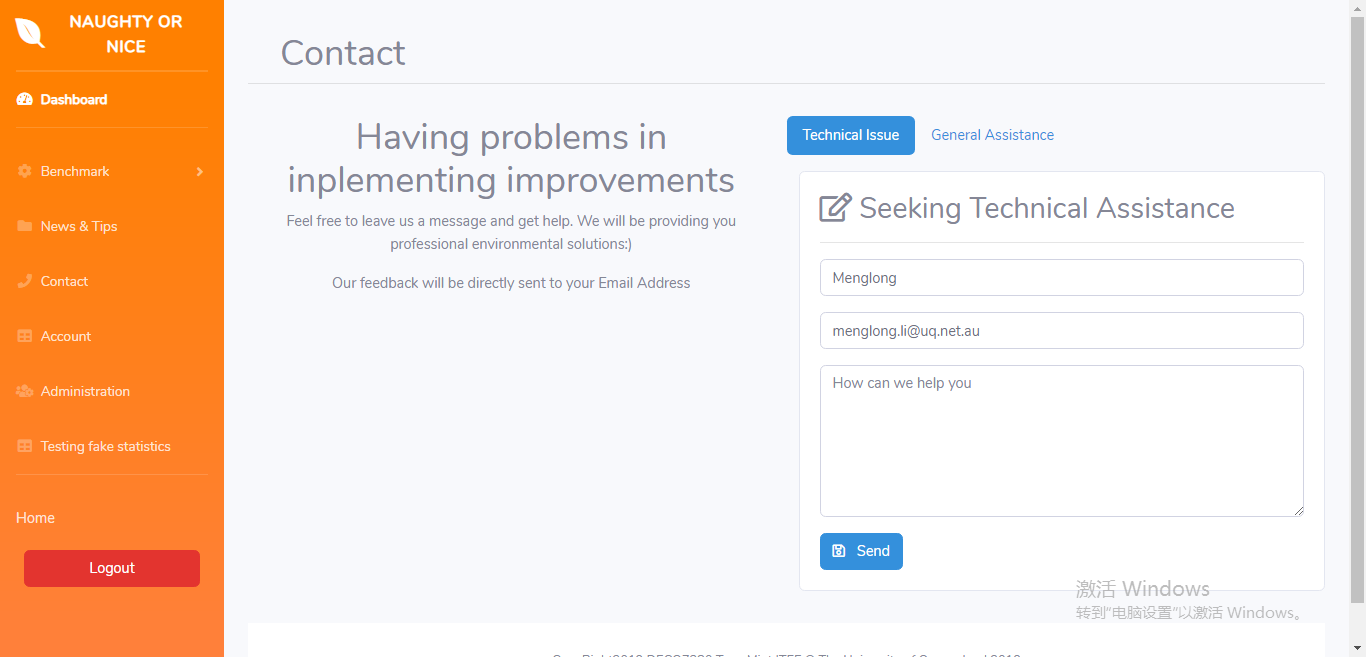 NAUGHTY OR
NICE
Dashboard
Benchmark
News & Tips
Contact
Account
Administration
Testing fake statistics
Home
Logout
Contact
Having problems in
inplementing improvements
Feel free to leave us a message and get help. We will be providing you
professional environmental solutions:)
Our feedback will be directly sent to your Email Address
Technical Issue
General Assistance
Seeking Technical Assistance
Menglong
menglong.li@uq.net.au
How can we help you
Send
激活 Windows
转到"电脑设置"以激活 Windows。